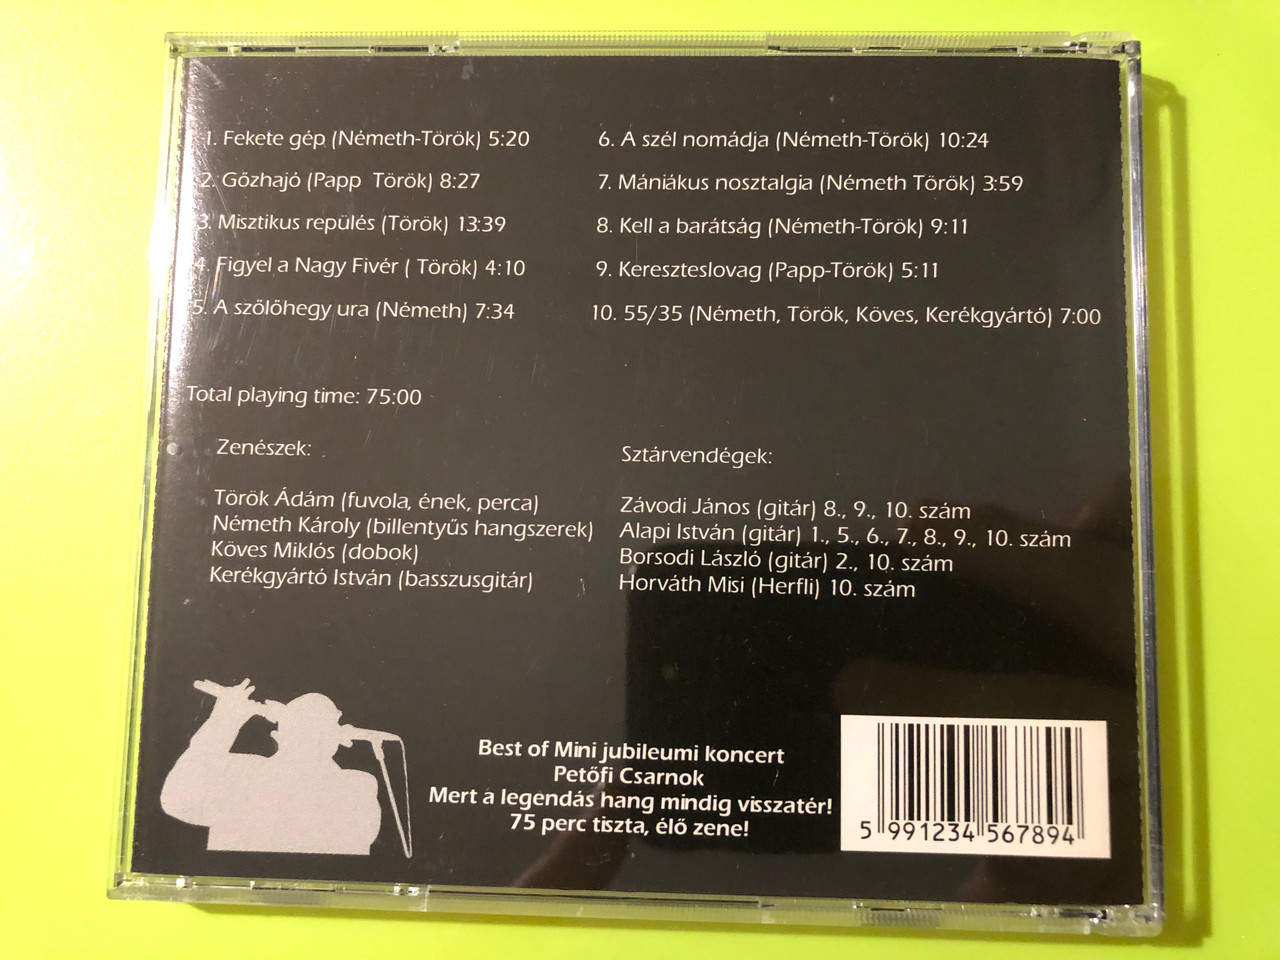 1. Fekete gép (Németh-Török) 5:20
2. Gőzhajó (Papp Török) 8:27
3. Misztikus repülés (Török) 13:39
4. Figyel a Nagy Fivér ( Török) 4:10
5. A szőlőhegy ura (Németh) 7:34
6. A szél nomádja (Németh-Török) 10:24
7. Mániákus nosztalgia (Németh Török) 3:59
8. Kell a barátság (Németh-Török) 9:11
9. Kereszteslovag (Papp-Török) 5:11
10. 55/35 (Németh, Török, Köves, Kerékgyártó) 7:00
Total playing time: 75:00
Zenészek:
Török Ádám (fuvola, ének, perca)
Németh Károly (billentyűs hangszerek)
Köves Miklós (dobok)
Kerékgyártó István (basszusgitár)
Sztárvendégek:
Závodi János (gitár) 8., 9., 10. szám
Alapi István (gitár) 1., 5., 6., 7., 8., 9., 10. szám
Borsodi László (gitár) 2., 10. szám
Horváth Misi (Herfli) 10. szám
Best of Mini jubileumi koncert
Petőfi Csarnok
Mert a legendás hang mindig visszatér!
75 perc tiszta, élő zene!
5 991234 567894